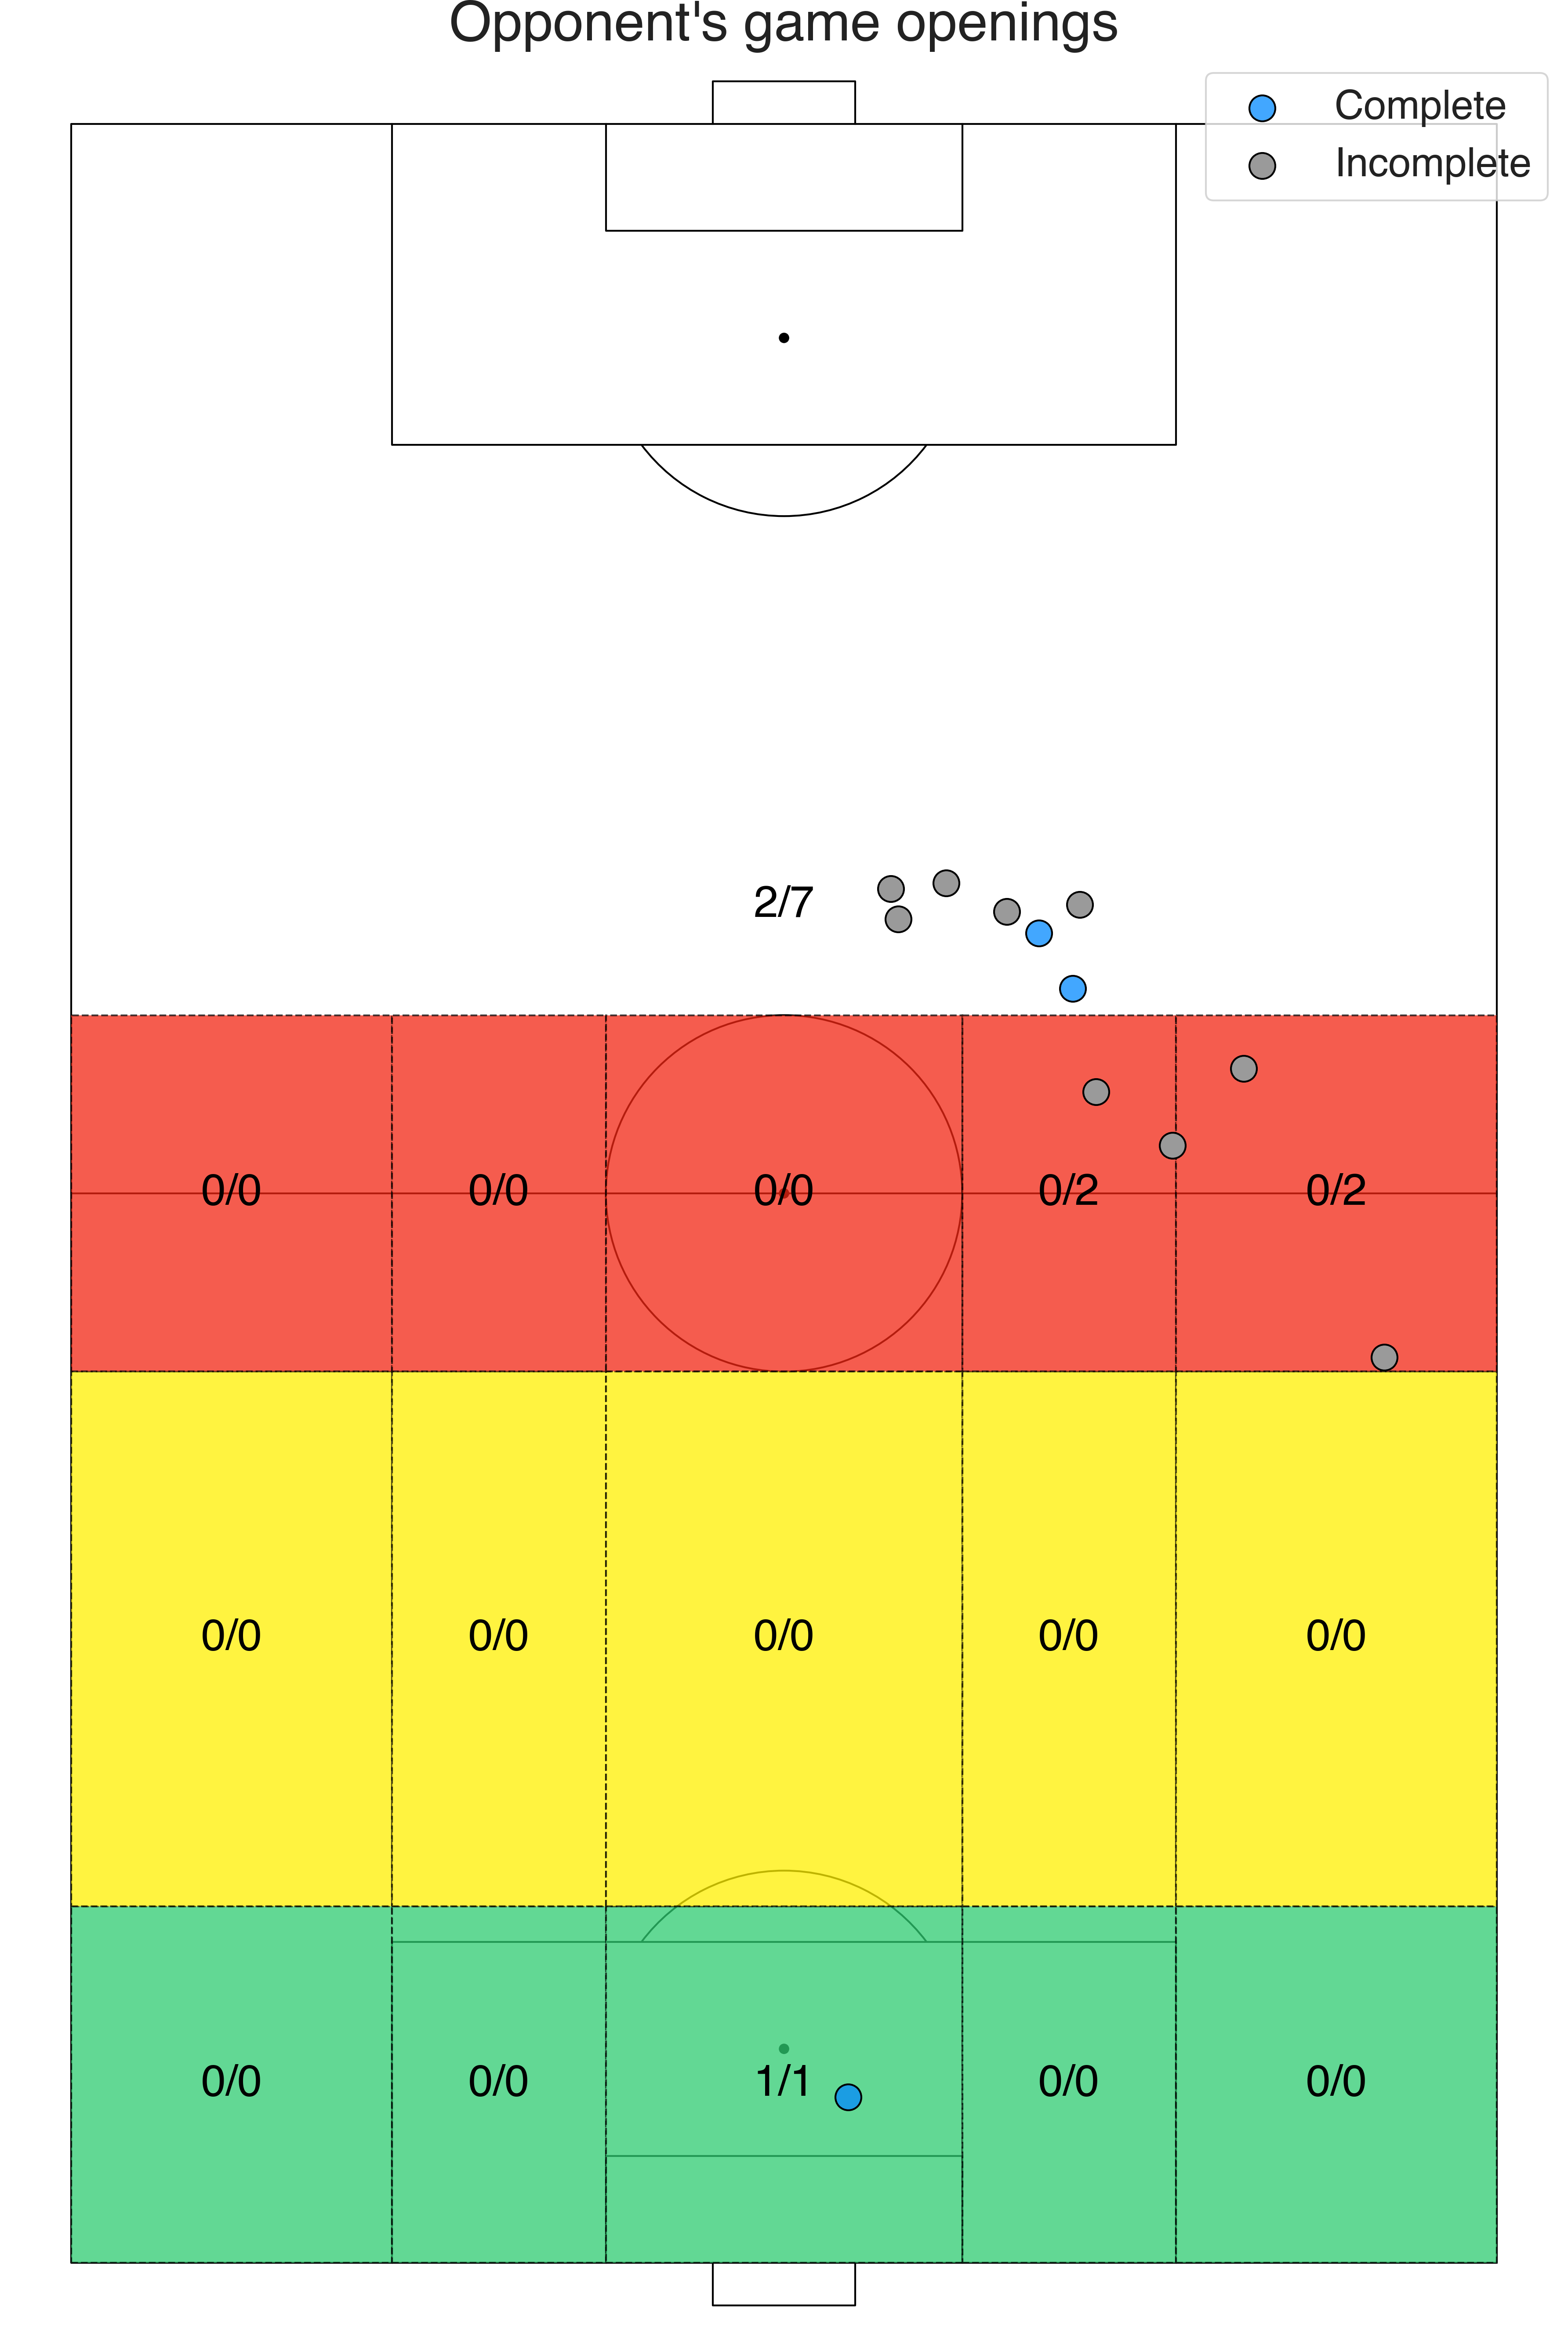 Opponent's game openings
Complete
Incomplete
2/7
0/0 0/0 0/0 0/2 0/2
0/0 0/0 0/0 0/0 0/0
0/0 0/0 1/1 0/0 0/0